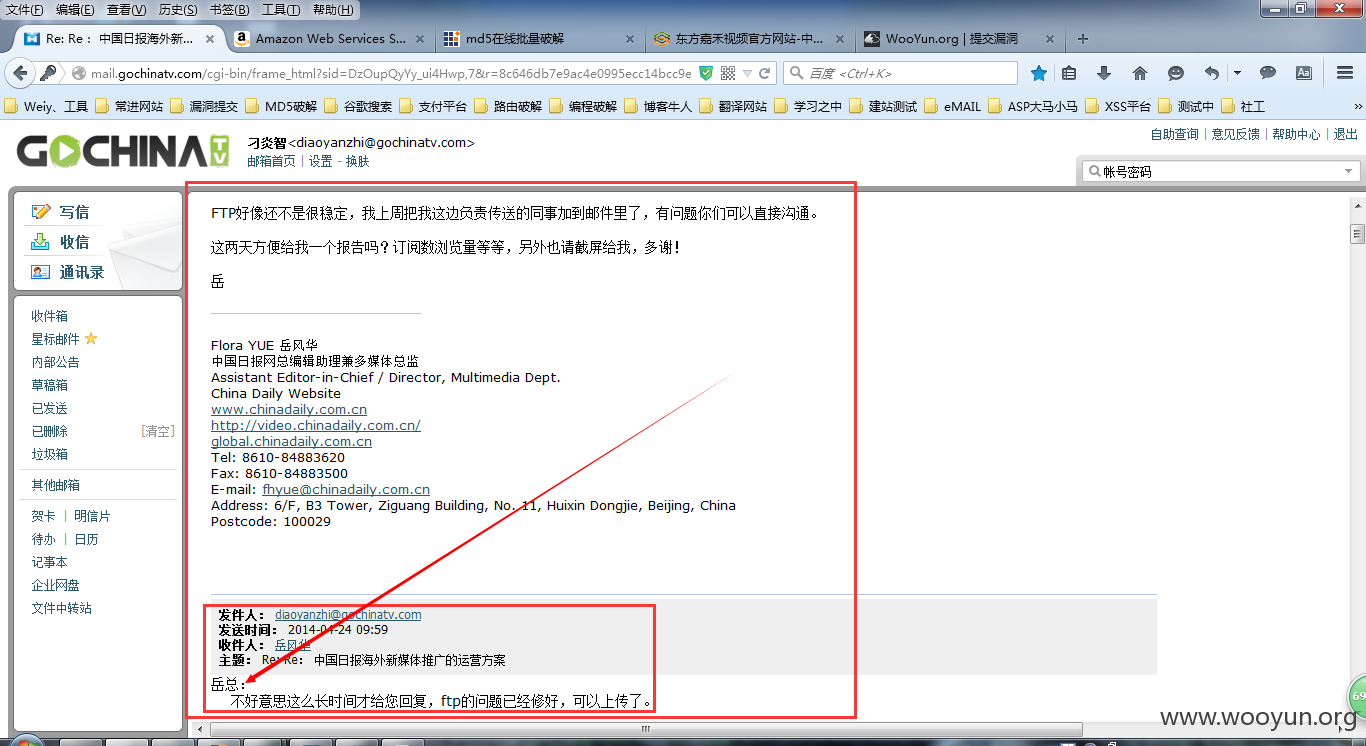 文件(F) 编辑(E) 查看(V) 历史(S) 书签(B) 工具(T) 帮助(H)
Re: Re： 中国日报海外新... × Amazon Web Services S... × md5在线批量破解 × 东方嘉禾视频官方网站-中... × WooYun.org | 提交漏洞 × +
mail.gochinatv.com/cgi-bin/frame_html?sid=DzOupQyYy_ui4Hwp,7&r=8c646db7e9ac4e0995ecc14bcc9e 百度 <Ctrl+K>
Weiy、工具 常进网站 漏洞提交 MD5破解 谷歌搜索 支付平台 路由破解 编程破解 博客牛人 翻译网站 学习之中 建站测试 eMAIL ASP大马小马 XSS平台 测试中 社工 »
GOCHINA TV
刁炎智<diaoyanzhi@gochinatv.com>
邮箱首页 | 设置 - 换肤
自助查询 | 意见反馈 | 帮助中心 | 退出
帐号密码
写信
收信
通讯录
收件箱
星标邮件
内部公告
草稿箱
已发送
已删除 [清空]
垃圾箱
其他邮箱
贺卡 | 明信片
待办 | 日历
记事本
企业网盘
文件中转站
FTP好像还不是很稳定，我上周把我这边负责传送的同事加到邮件里了，有问题你们可以直接沟通。
这两天方便给我一个报告吗？订阅数浏览量等等，另外也请截屏给我，多谢！
岳
Flora YUE 岳风华
中国日报网总编辑助理兼多媒体总监
Assistant Editor-in-Chief / Director, Multimedia Dept.
China Daily Website
www.chinadaily.com.cn
http://video.chinadaily.com.cn/
global.chinadaily.com.cn
Tel: 8610-84883620
Fax: 8610-84883500
E-mail: fhyue@chinadaily.com.cn
Address: 6/F, B3 Tower, Ziguang Building, No. 11, Huixin Dongjie, Beijing, China
Postcode: 100029
发件人： diaoyanzhi@gochinatv.com
发送时间： 2014-04-24 09:59
收件人： 岳风华
主题： Re: Re： 中国日报海外新媒体推广的运营方案
岳总：
不好意思这么长时间才给您回复，ftp的问题已经修好，可以上传了。
69
www.wooyun.org